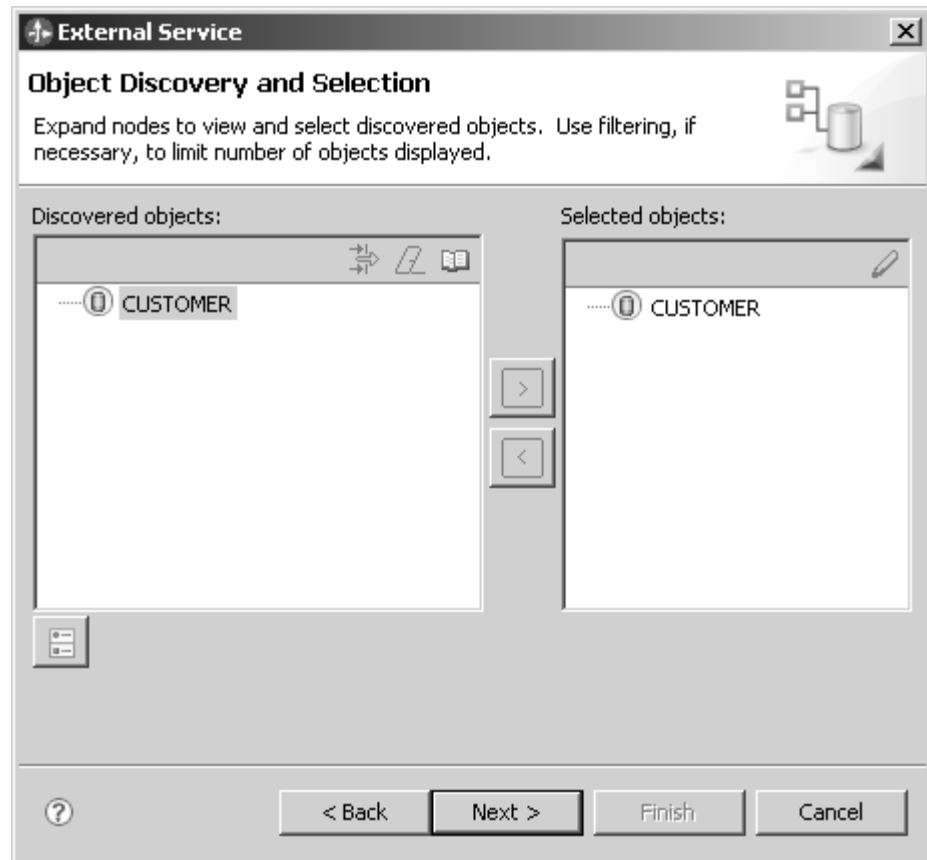 External Service
Object Discovery and Selection
Expand nodes to view and select discovered objects. Use filtering, if
necessary, to limit number of objects displayed.
Discovered objects:
CUSTOMER
Selected objects:
CUSTOMER
>
<
?
< Back
Next >
Finish
Cancel